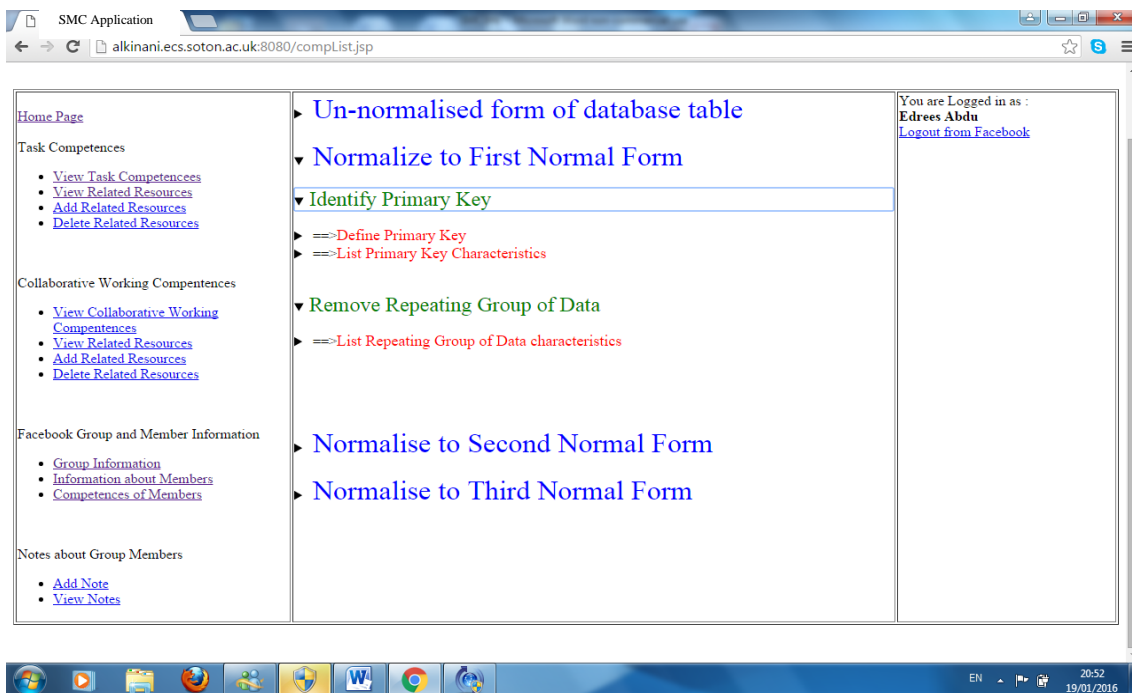 SMC Application
alkinani.ecs.soton.ac.uk:8080/compList.jsp
Home Page
Task Competences
View Task Competencees
View Related Resources
Add Related Resources
Delete Related Resources
Collaborative Working Compentences
View Collaborative Working
Compentences
View Related Resources
Add Related Resources
Delete Related Resources
Facebook Group and Member Information
Group Information
Information about Members
Competences of Members
Notes about Group Members
Add Note
View Notes
Un-normalised form of database table
Normalize to First Normal Form
Identify Primary Key
==>Define Primary Key
==>List Primary Key Characteristics
Remove Repeating Group of Data
==>List Repeating Group of Data characteristics
Normalise to Second Normal Form
Normalise to Third Normal Form
You are Logged in as :
Edrees Abdu
Logout from Facebook
EN
20:52
19/01/2016